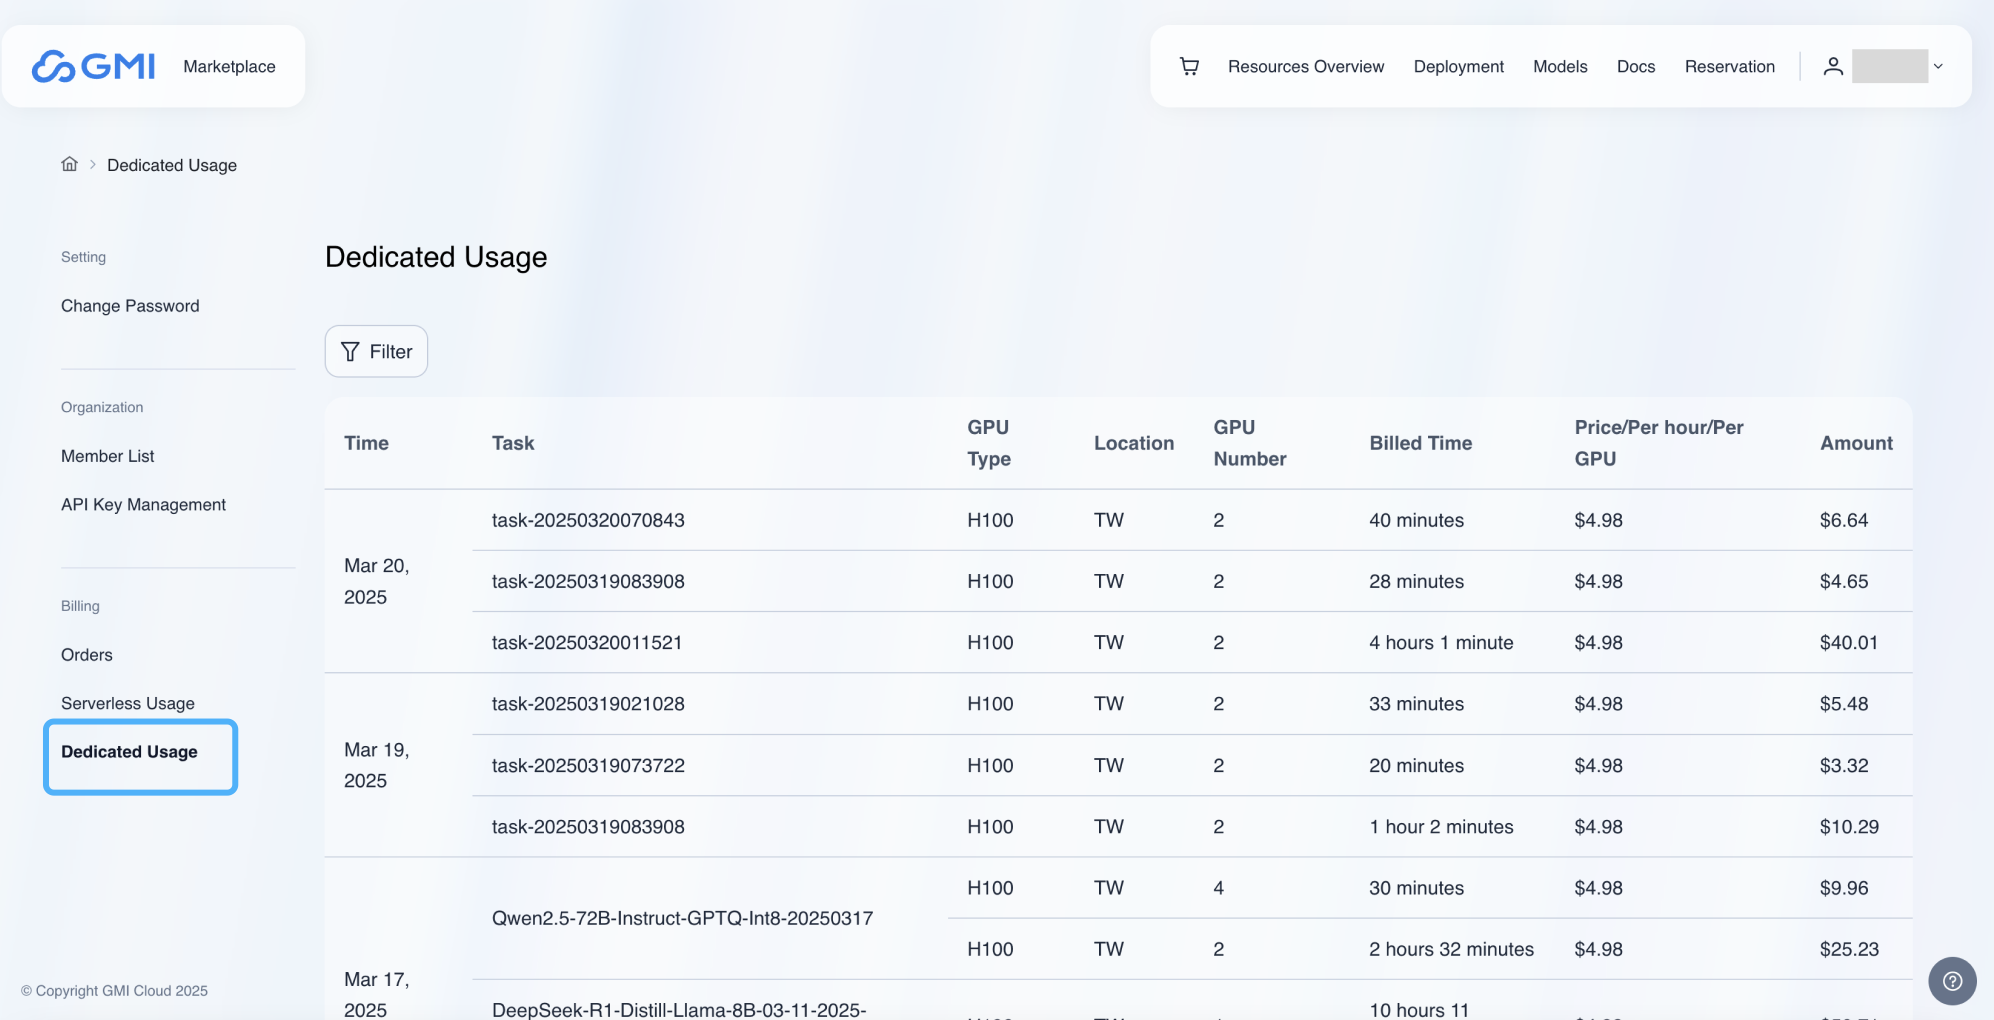 GMI Marketplace
Resources Overview Deployment Models Docs Reservation
Dedicated Usage
Setting
Change Password
Organization
Member List
API Key Management
Billing
Orders
Serverless Usage
Dedicated Usage
© Copyright GMI Cloud 2025
Dedicated Usage
Filter
Time Task GPU Type Location GPU Number Billed Time Price/Per hour/Per GPU Amount
Mar 20, 2025
task-20250320070843 H100 TW 2 40 minutes $4.98 $6.64
task-20250319083908 H100 TW 2 28 minutes $4.98 $4.65
task-20250320011521 H100 TW 2 4 hours 1 minute $4.98 $40.01
Mar 19, 2025
task-20250319021028 H100 TW 2 33 minutes $4.98 $5.48
task-20250319073722 H100 TW 2 20 minutes $4.98 $3.32
task-20250319083908 H100 TW 2 1 hour 2 minutes $4.98 $10.29
Mar 17, 2025
Qwen2.5-72B-Instruct-GPTQ-Int8-20250317 H100 TW 4 30 minutes $4.98 $9.96
H100 TW 2 2 hours 32 minutes $4.98 $25.23
DeepSeek-R1-Distill-Llama-8B-03-11-2025- 10 hours 11